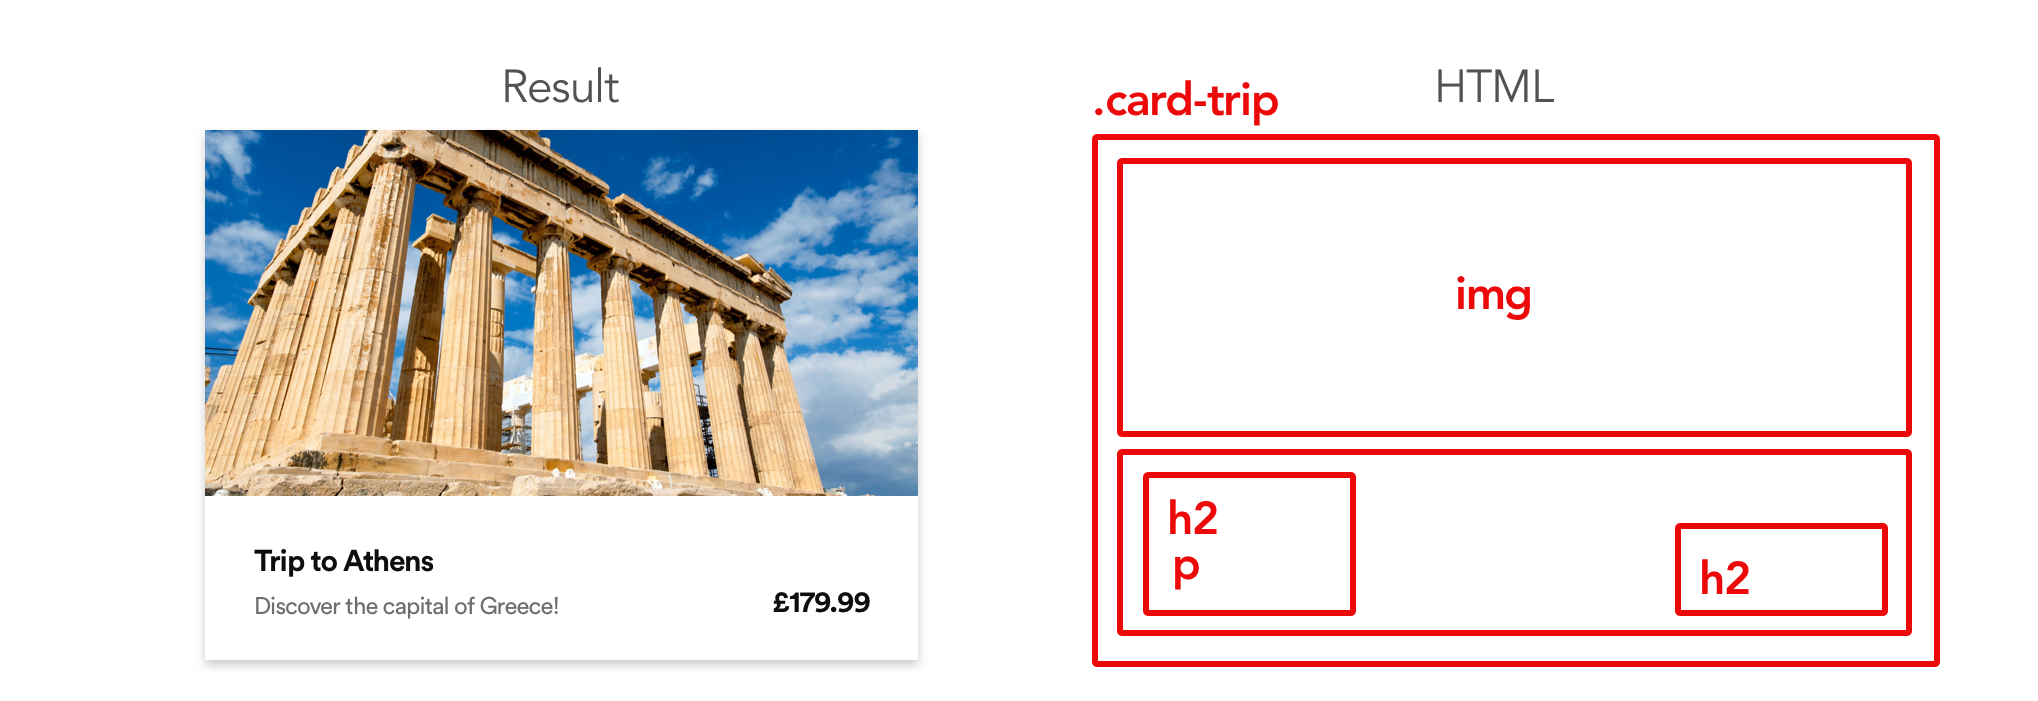 Result
Trip to Athens
Discover the capital of Greece!
£179.99
HTML
.card-trip
img
h2
p
h2